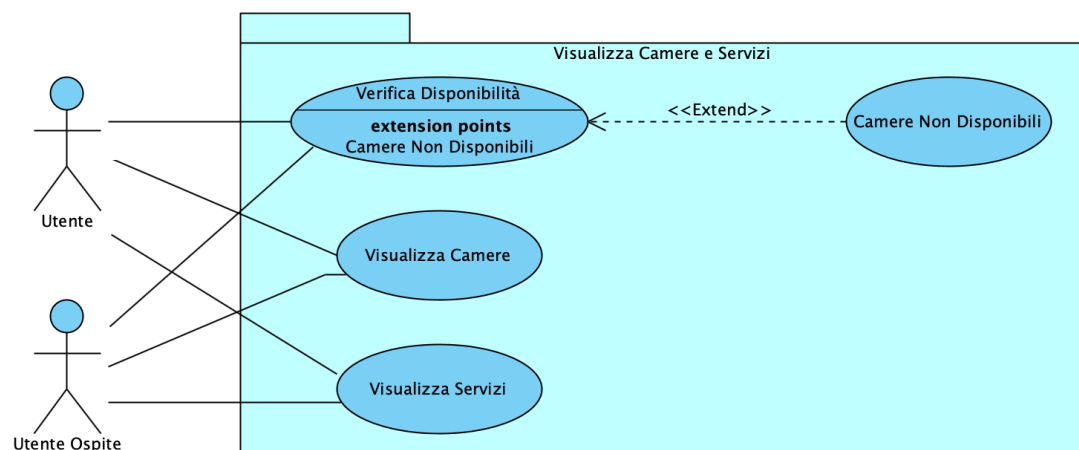 Visualizza Camere e Servizi
Verifica Disponibilità
extension points
Camere Non Disponibili
<<Extend>>
Camere Non Disponibili
Utente
Visualizza Camere
Visualizza Servizi
Utente Ospite